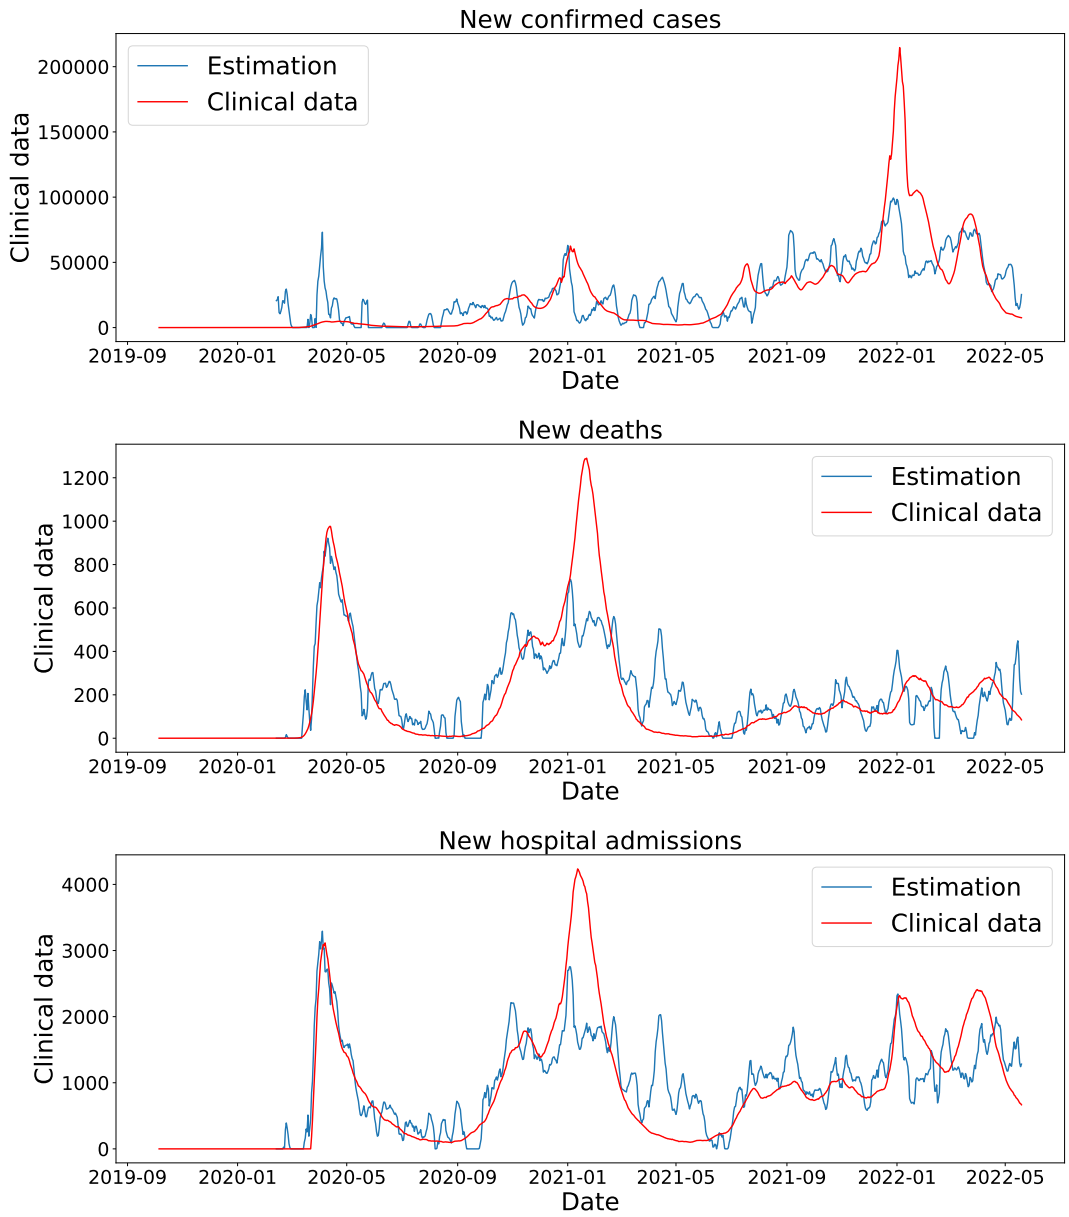 New confirmed cases
Estimation
Clinical data
Clinical data
200000
150000
100000
50000
0
2019-09 2020-01 2020-05 2020-09 2021-01 2021-05 2021-09 2022-01 2022-05
Date
New deaths
Estimation
Clinical data
Clinical data
1200
1000
800
600
400
200
0
2019-09 2020-01 2020-05 2020-09 2021-01 2021-05 2021-09 2022-01 2022-05
Date
New hospital admissions
Estimation
Clinical data
Clinical data
4000
3000
2000
1000
0
2019-09 2020-01 2020-05 2020-09 2021-01 2021-05 2021-09 2022-01 2022-05
Date